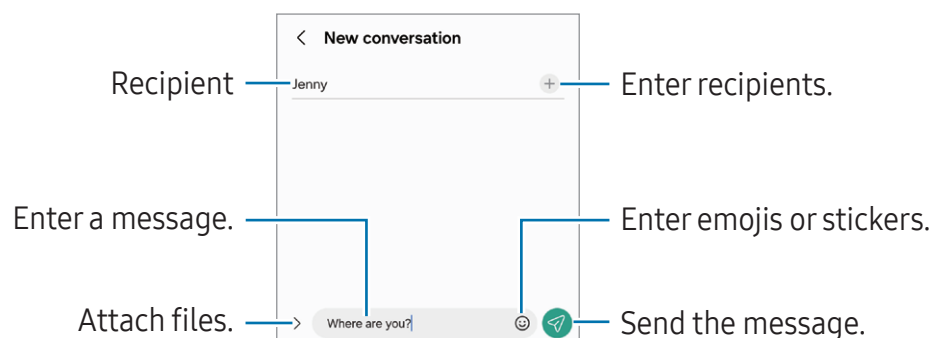 New conversation
Recipient
Jenny
Enter recipients.
Enter a message.
Enter emojis or stickers.
Attach files.
Where are you?
Send the message.